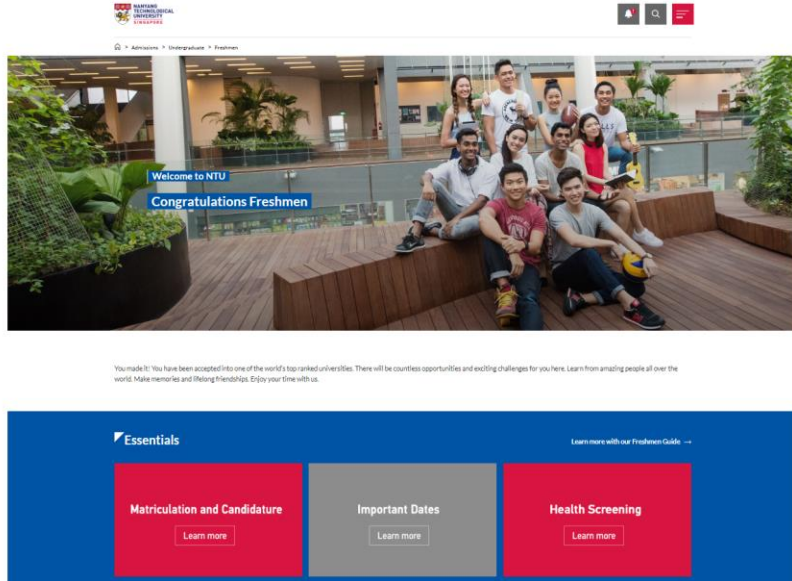 NANYANG
TECHNOLOGICAL
UNIVERSITY
SINGAPORE
> Admissions > Undergraduate > Freshmen
Welcome to NTU
Congratulations Freshmen
You made it! You have been accepted into one of the world's top ranked universities. There will be countless opportunities and exciting challenges for you here. Learn from amazing people all over the
world. Make memories and lifelong friendships. Enjoy your time with us.
Essentials
Learn more with our Freshmen Guide →
Matriculation and Candidature
Important Dates
Health Screening
Learn more
Learn more
Learn more